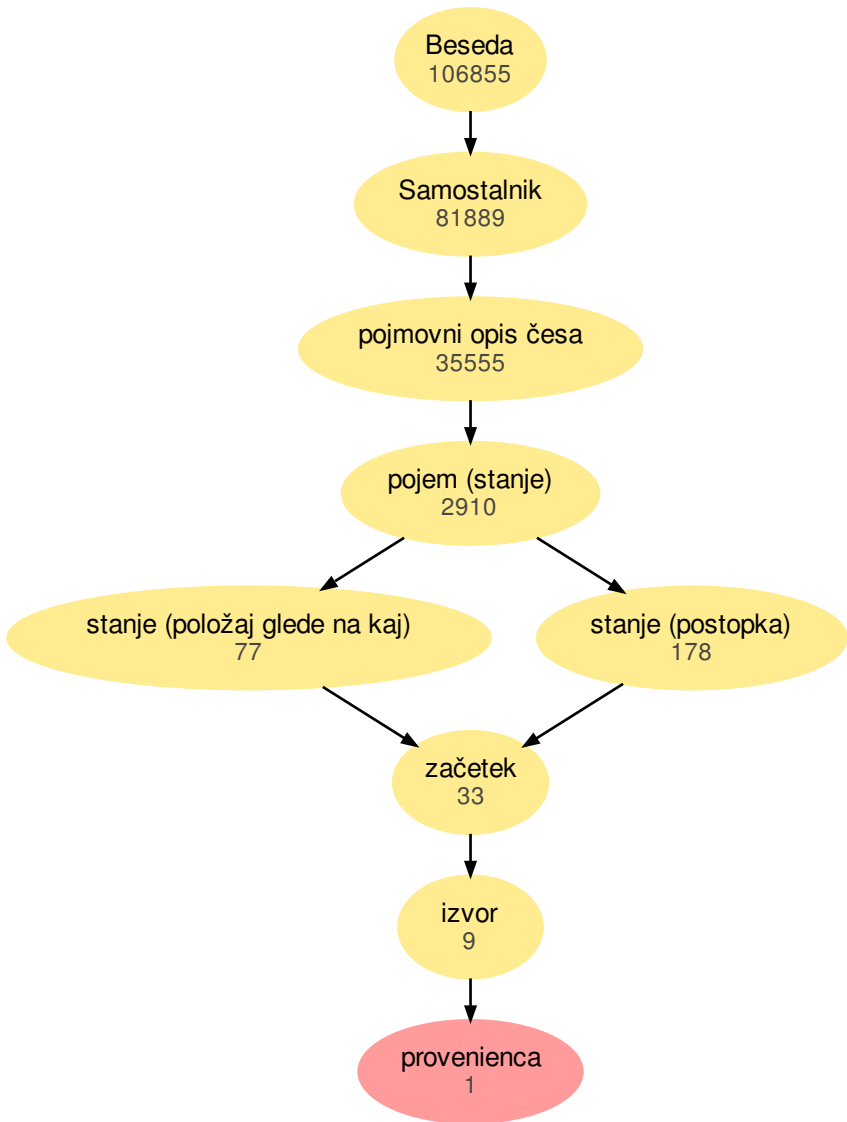 Beseda
106855
Samostalnik
81889
pojmovni opis česa
35555
pojem (stanje)
2910
stanje (položaj glede na kaj)
77
stanje (postopka)
178
začetek
33
izvor
9
provenienca
1